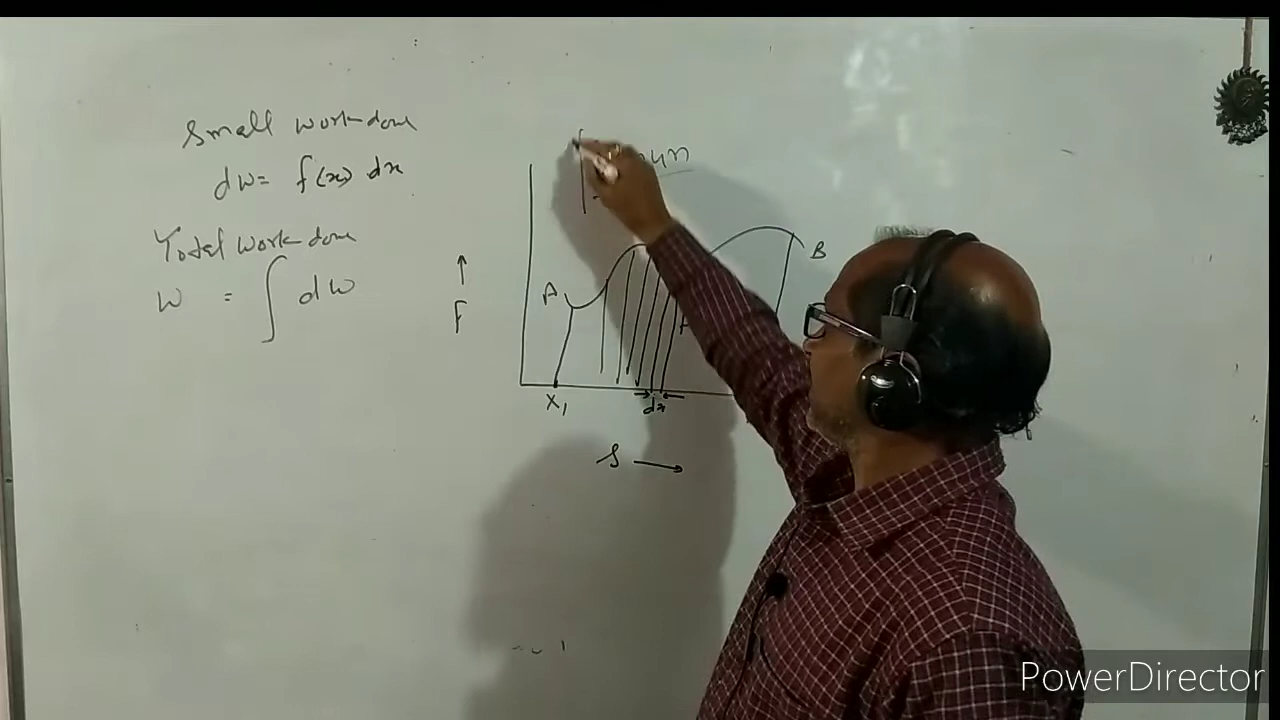 Small work done
dw = f(x) dx
Total work done
W = ∫ dw
F
A
B
x₁
dx
s
PowerDirector